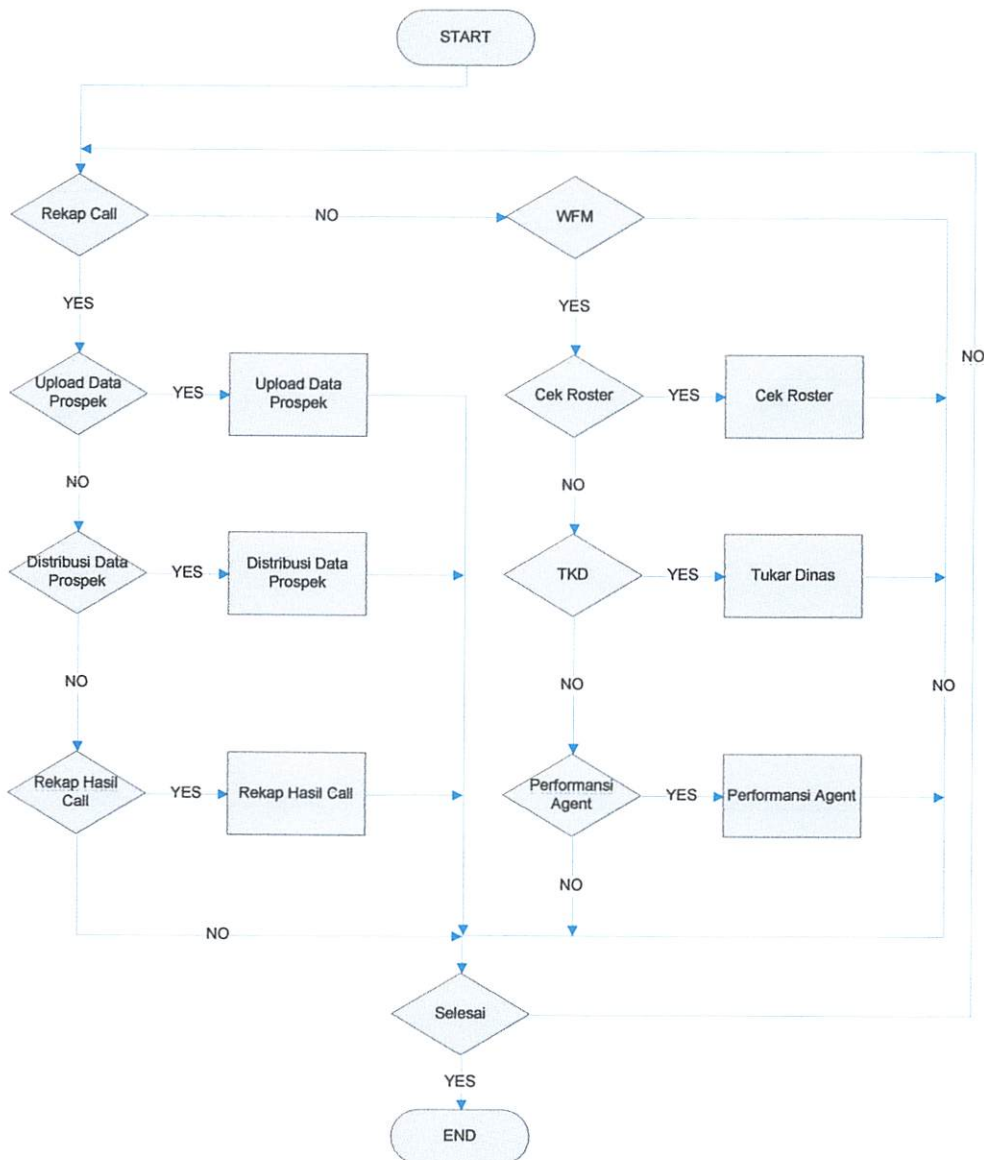 START
Rekap Call
NO
WFM
YES
YES
NO
Upload Data
Prospek
YES
Upload Data
Prospek
Cek Roster
YES
Cek Roster
NO
NO
Distribusi Data
Prospek
YES
Distribusi Data
Prospek
TKD
YES
Tukar Dinas
NO
NO
NO
Rekap Hasil
Call
YES
Rekap Hasil Call
Performansi
Agent
YES
Performansi Agent
NO
NO
Selesai
YES
END